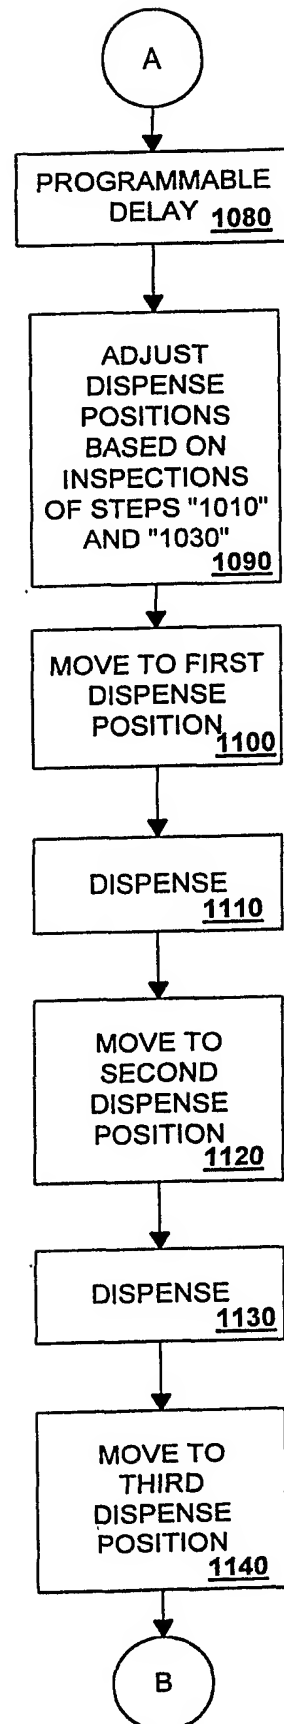 A
PROGRAMMABLE
DELAY 1080
ADJUST
DISPENSE
POSITIONS
BASED ON
INSPECTIONS
OF STEPS "1010"
AND "1030"
1090
MOVE TO FIRST
DISPENSE
POSITION
1100
DISPENSE
1110
MOVE TO
SECOND
DISPENSE
POSITION
1120
DISPENSE
1130
MOVE TO
THIRD
DISPENSE
POSITION
1140
B